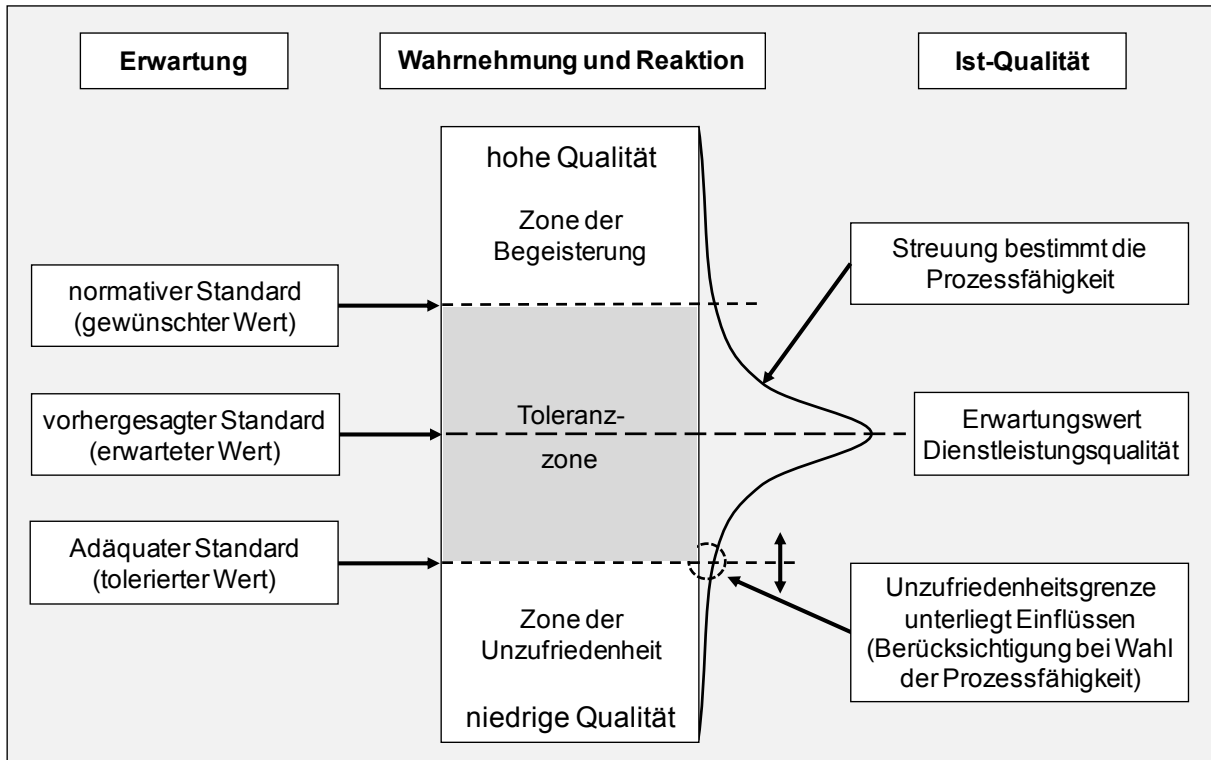 Erwartung
Wahrnehmung und Reaktion
Ist-Qualität
normativer Standard
(gewünschter Wert)
vorhergesagter Standard
(erwarteter Wert)
Adäquater Standard
(tolerierter Wert)
hohe Qualität
Zone der
Begeisterung
Toleranz-
zone
Zone der
Unzufriedenheit
niedrige Qualität
Streuung bestimmt die
Prozessfähigkeit
Erwartungswert
Dienstleistungsqualität
Unzufriedenheitsgrenze
unterliegt Einflüssen
(Berücksichtigung bei Wahl
der Prozessfähigkeit)